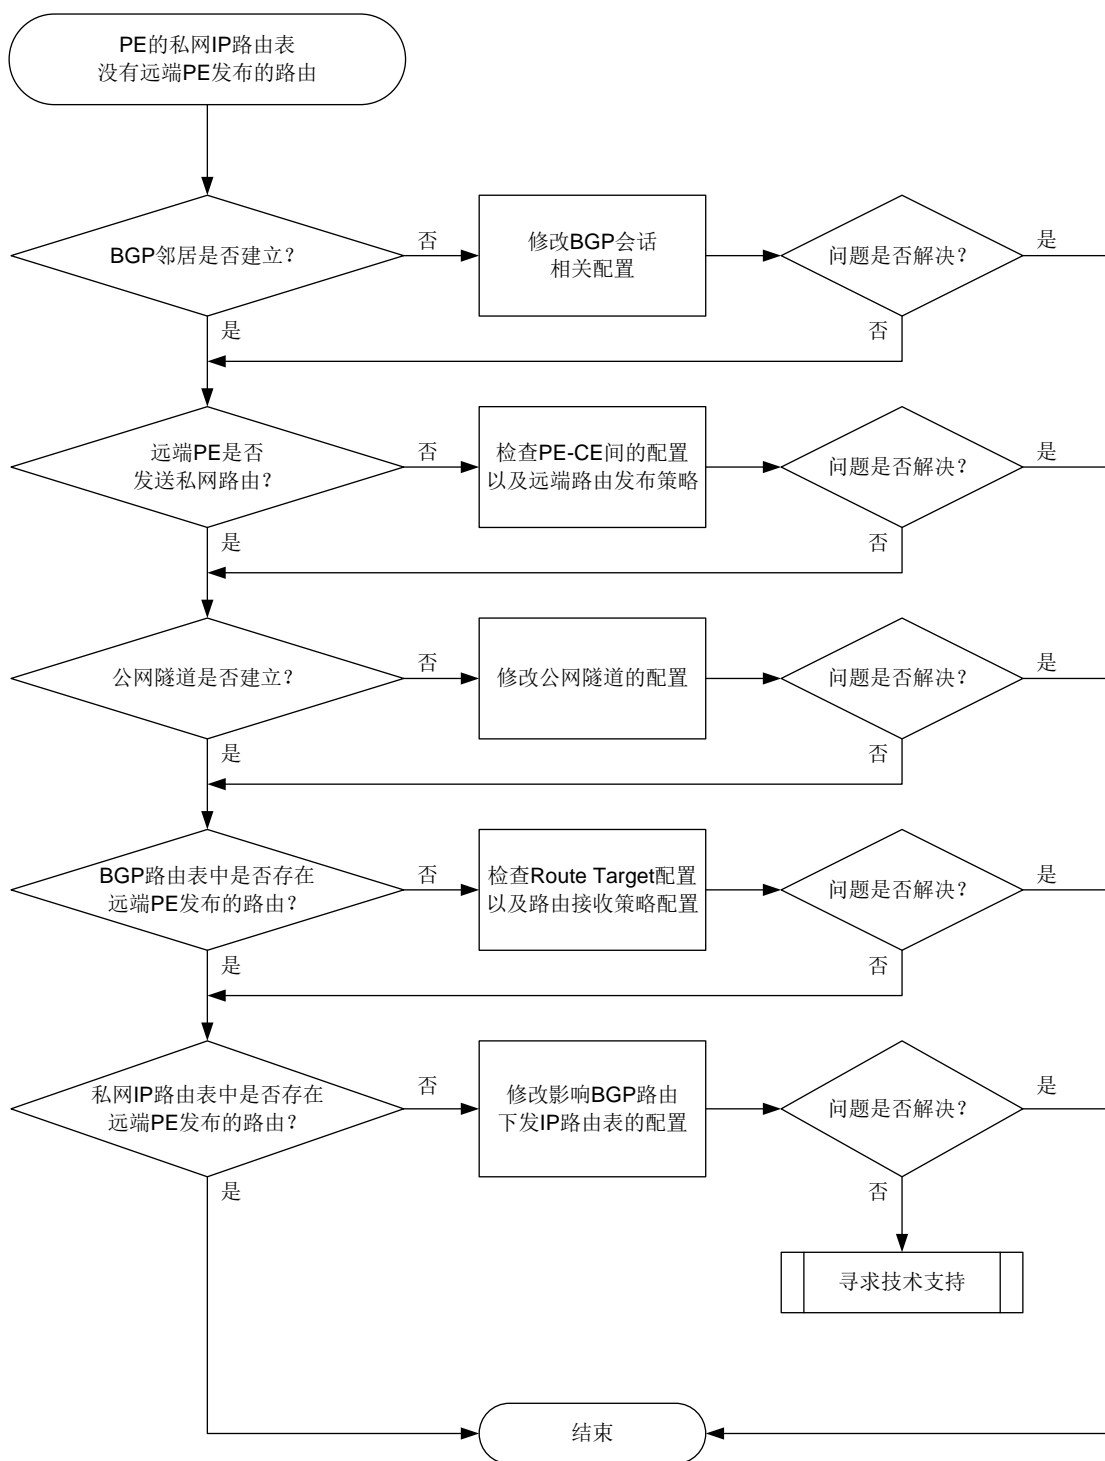 PE的私网IP路由表
没有远端PE发布的路由
BGP邻居是否建立？
否
修改BGP会话
相关配置
问题是否解决？
是
是
否
远端PE是否
发送私网路由？
否
检查PE-CE间的配置
以及远端路由发布策略
问题是否解决？
是
是
否
公网隧道是否建立？
否
修改公网隧道的配置
问题是否解决？
是
是
否
BGP路由表中是否存在
远端PE发布的路由？
否
检查Route Target配置
以及路由接收策略配置
问题是否解决？
是
是
否
私网IP路由表中是否存在
远端PE发布的路由？
否
修改影响BGP路由
下发IP路由表的配置
问题是否解决？
是
是
否
寻求技术支持
结束